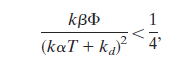 kβΦ / (kαT + k_d)² < 1/4,